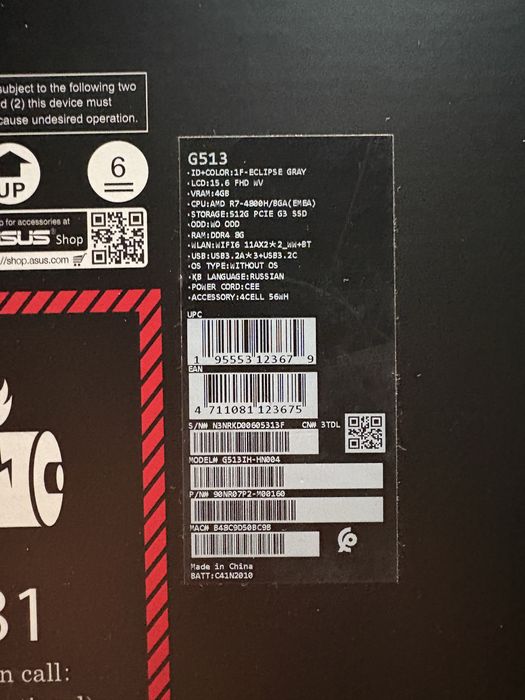 subject to the following two
d (2) this device must
cause undesired operation.
UP
6
p for accessories at
SUS Shop
//shop.asus.com
G513
·ID+COLOR:1F-ECLIPSE GRAY
·LCD:15.6 FHD WV
·VRAM:4GB
·CPU:AMD R7-4800H/BGA(EMEA)
·STORAGE:512G PCIE G3 SSD
·ODD:WO ODD
·RAM:DDR4 8G
·WLAN:WIFI6 11AX2*2_WW+BT
·USB:USB3.2A*3+USB3.2C
·OS TYPE:WITHOUT OS
·KB LANGUAGE:RUSSIAN
·POWER CORD:CEE
·ACCESSORY:4CELL 56WH
UPC
1 95553 12367 9
EAN
4 711081 123675
S/N# N3NRKD00605313F CN# 3TDL
MODEL# G513IH-HN004
P/N# 90NR07P2-M00160
MAC# B48C9D50BC9B
Made in China
BATT:C41N2010
31
n call: